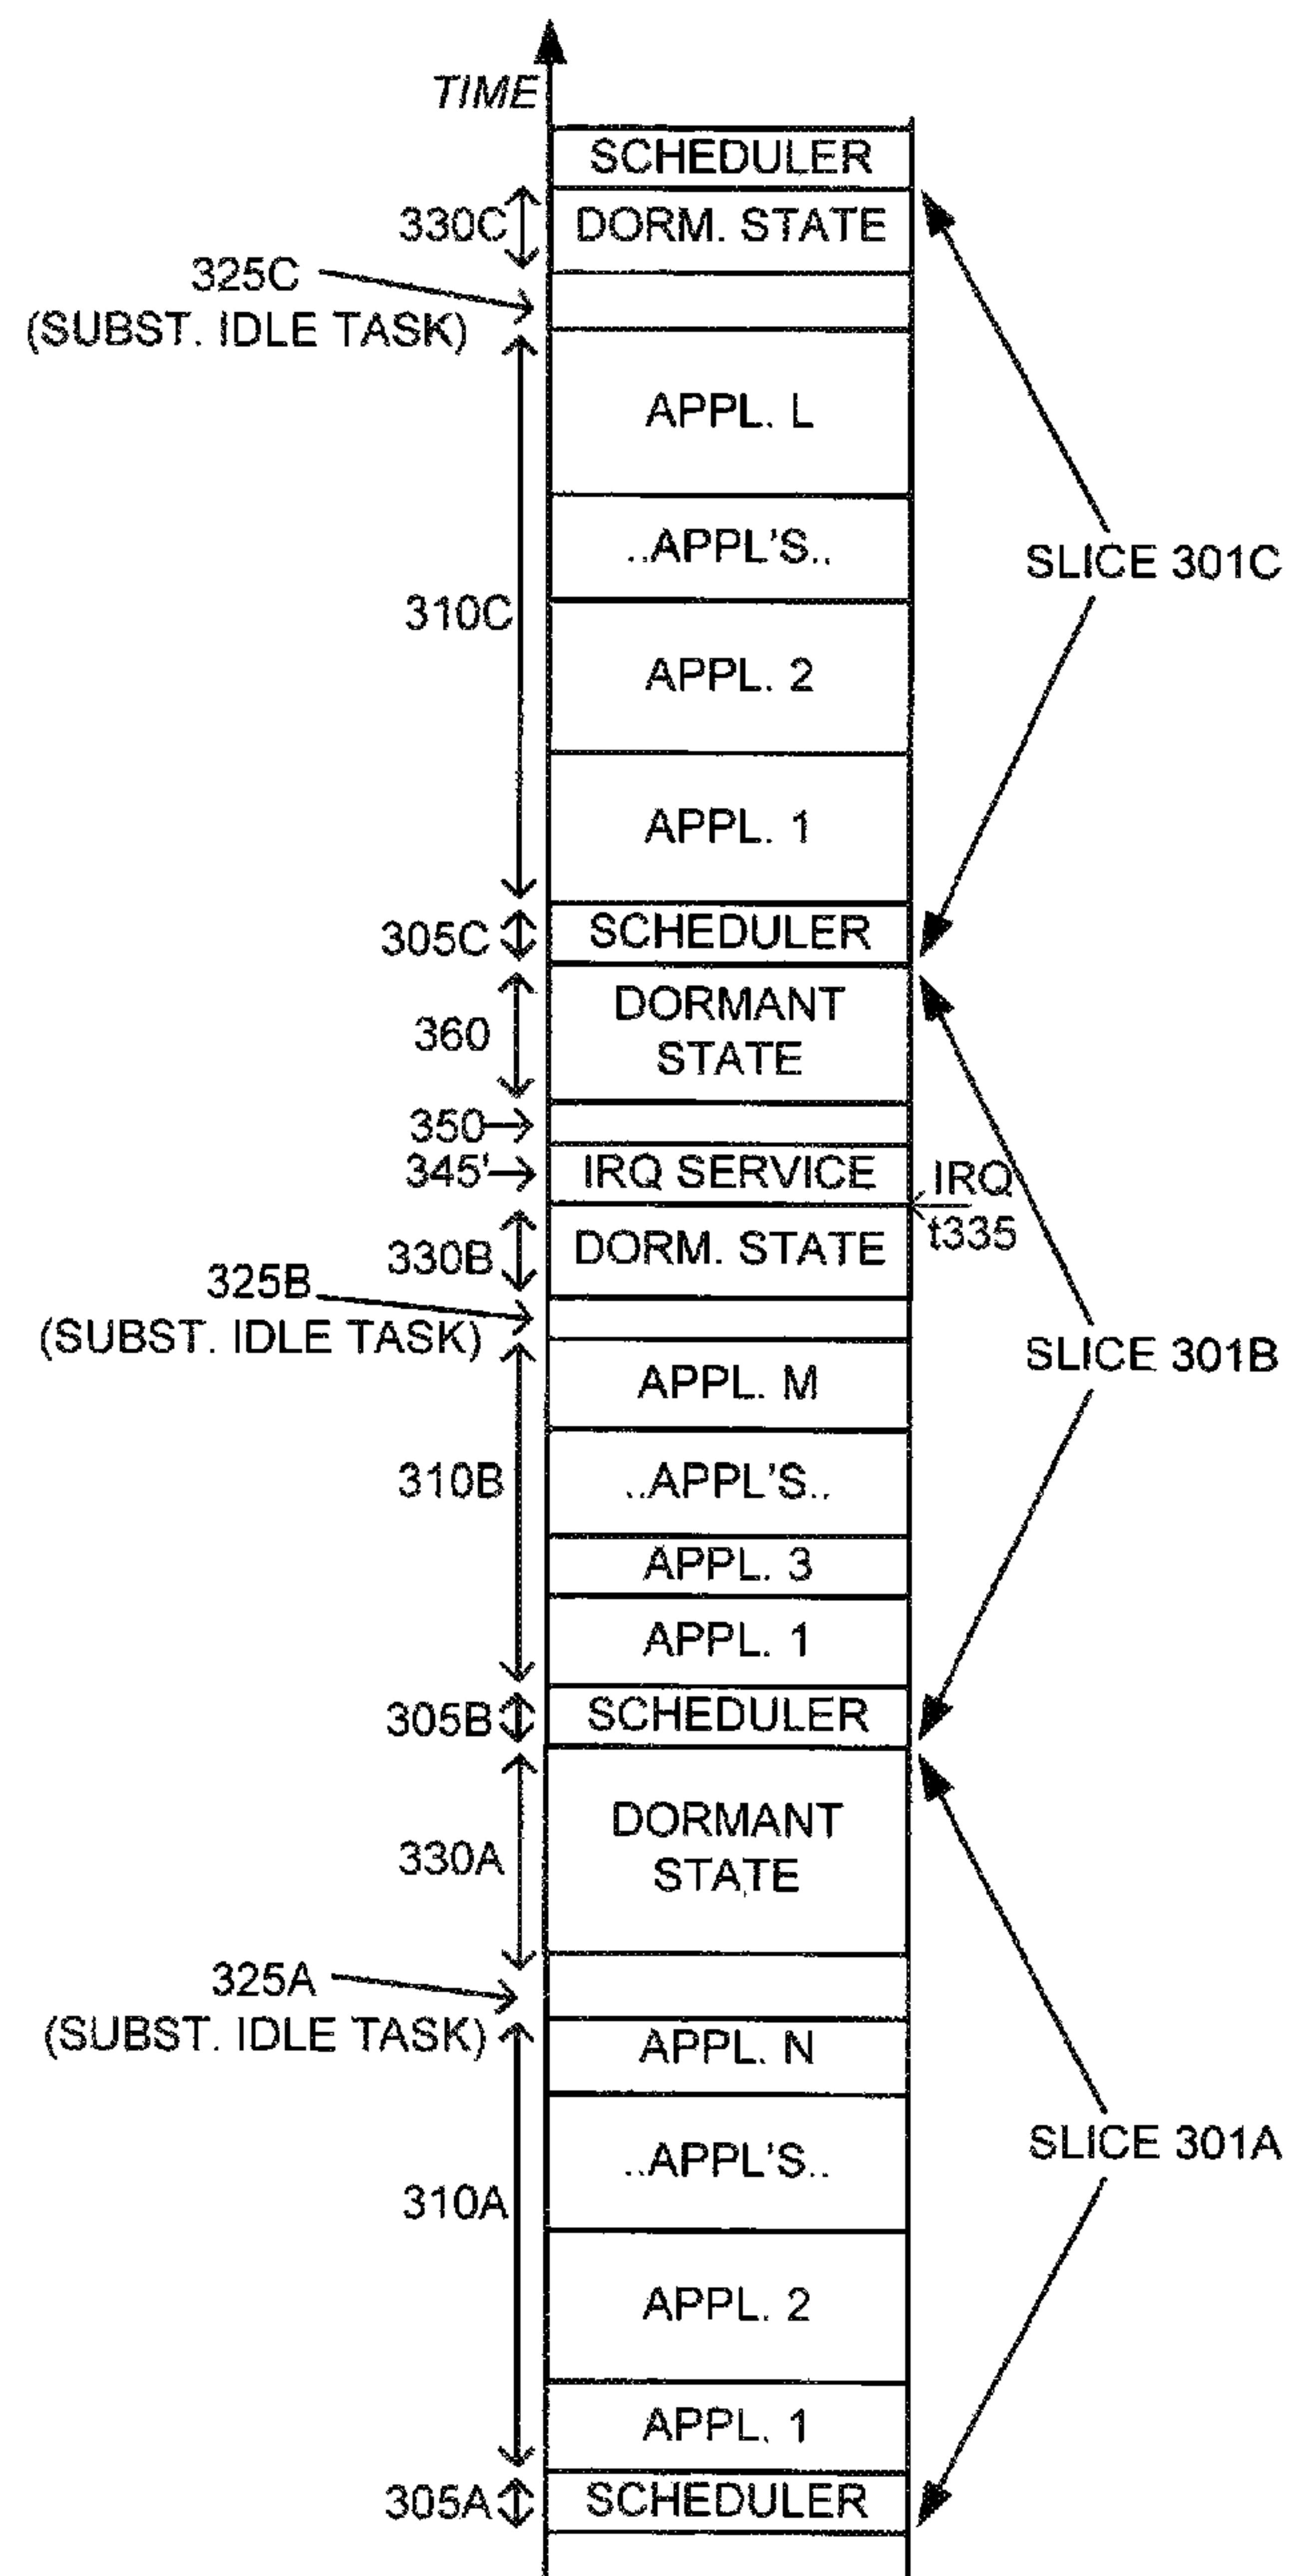 TIME
SCHEDULER
330C
DORM. STATE
325C
(SUBST. IDLE TASK)
APPL. L
..APPL'S..
SLICE 301C
310C
APPL. 2
APPL. 1
305C
SCHEDULER
360
DORMANT
STATE
350
345'
IRQ SERVICE
IRQ
t335
330B
DORM. STATE
325B
(SUBST. IDLE TASK)
SLICE 301B
APPL. M
310B
..APPL'S..
APPL. 3
APPL. 1
305B
SCHEDULER
330A
DORMANT
STATE
325A
(SUBST. IDLE TASK)
APPL. N
SLICE 301A
..APPL'S..
310A
APPL. 2
APPL. 1
305A
SCHEDULER